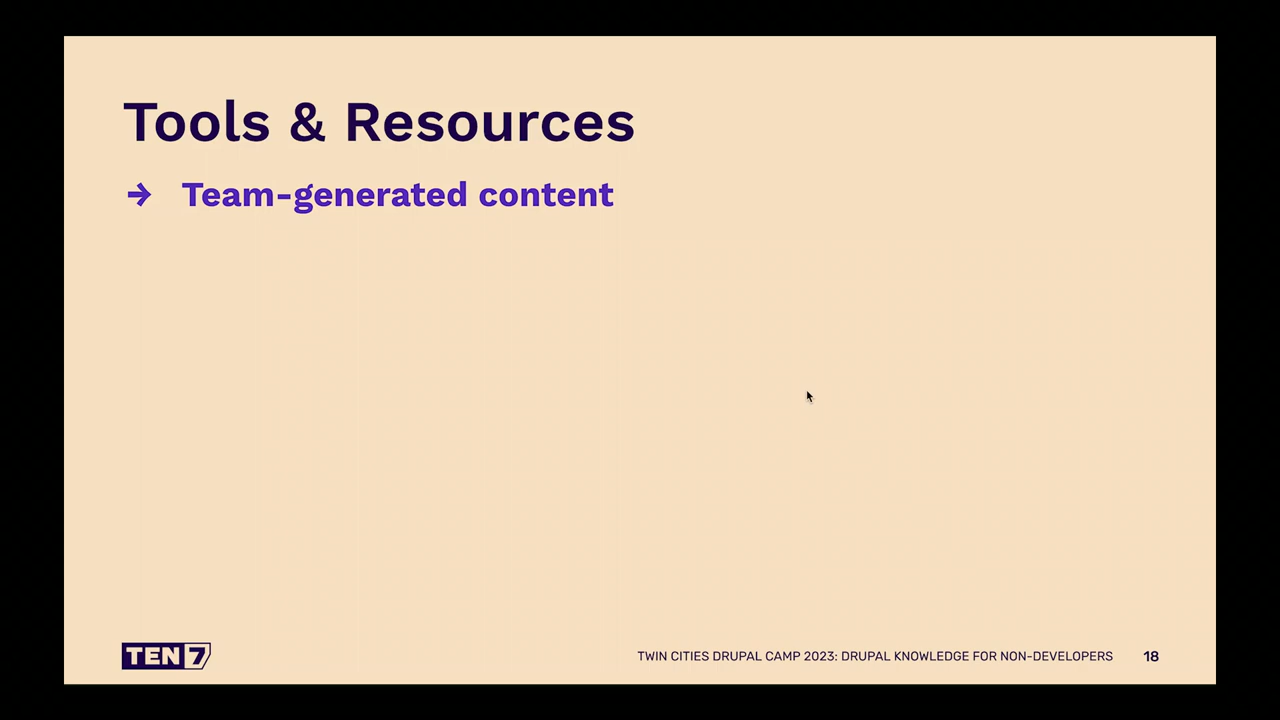 Tools & Resources
→ Team-generated content
TEN7
TWIN CITIES DRUPAL CAMP 2023: DRUPAL KNOWLEDGE FOR NON-DEVELOPERS 18